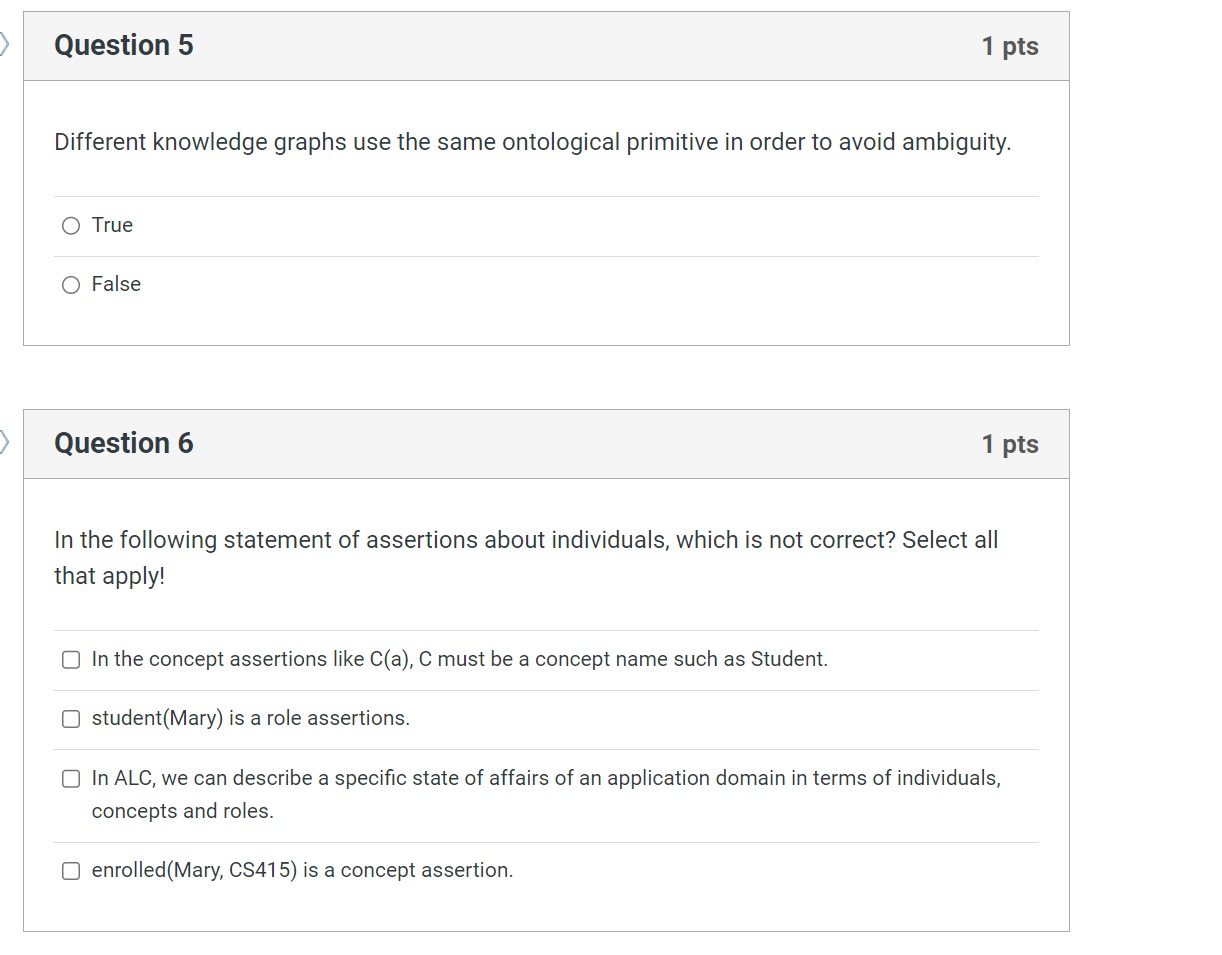 Question 5
1 pts
Different knowledge graphs use the same ontological primitive in order to avoid ambiguity.
True
False
Question 6
1 pts
In the following statement of assertions about individuals, which is not correct? Select all
that apply!
In the concept assertions like C(a), C must be a concept name such as Student.
student(Mary) is a role assertions.
In ALC, we can describe a specific state of affairs of an application domain in terms of individuals,
concepts and roles.
enrolled(Mary, CS415) is a concept assertion.